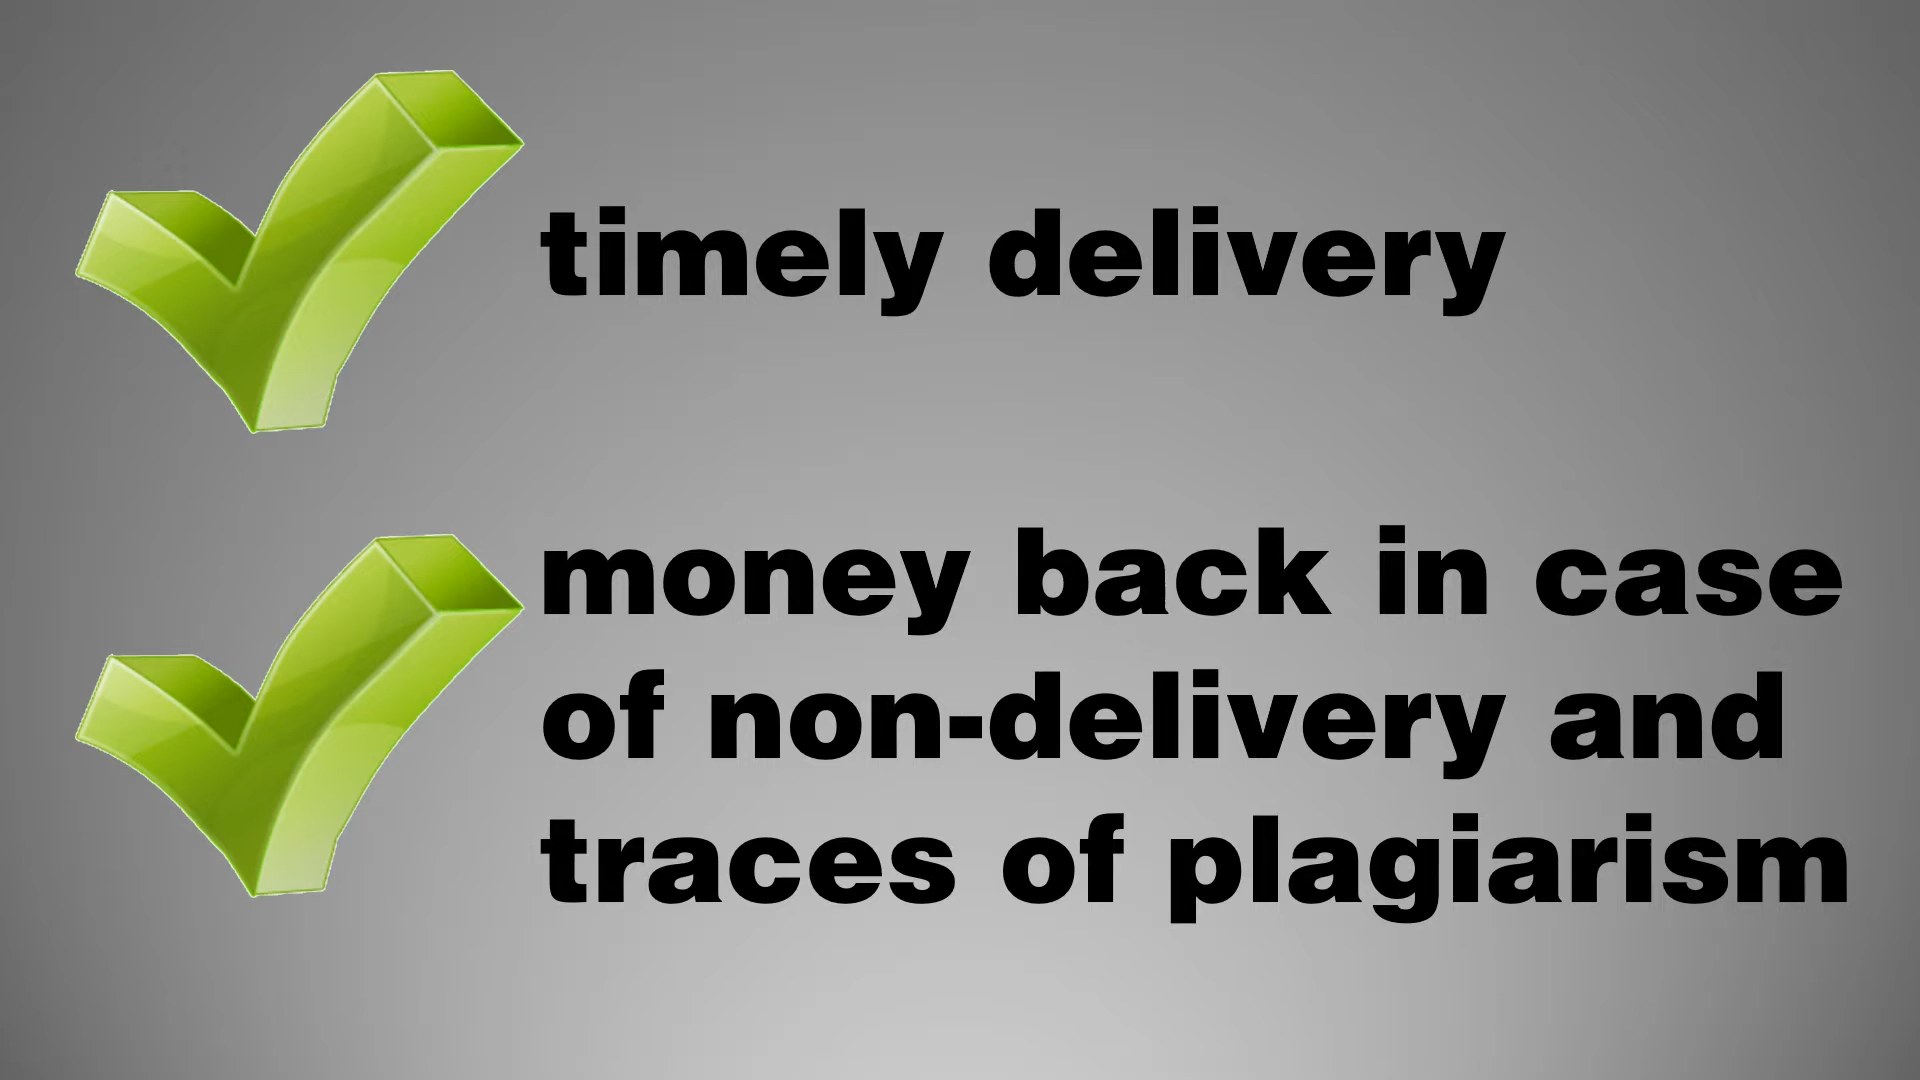 timely delivery
money back in case
of non-delivery and
traces of plagiarism